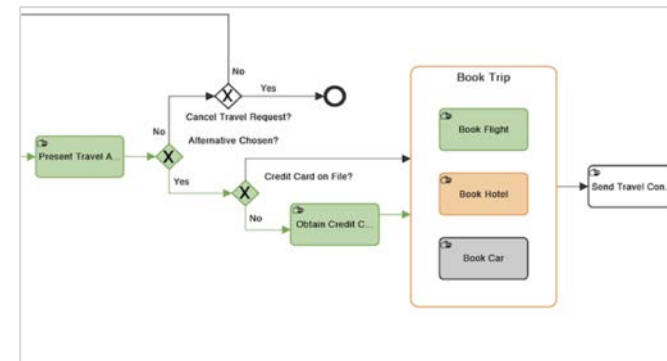 No
Yes
Book Trip
Cancel Travel Request?
No
Alternative Chosen?
Book Flight
Present Travel A...
Yes
Credit Card on File?
Send Travel Con...
Book Hotel
No
Obtain Credit C...
Book Car